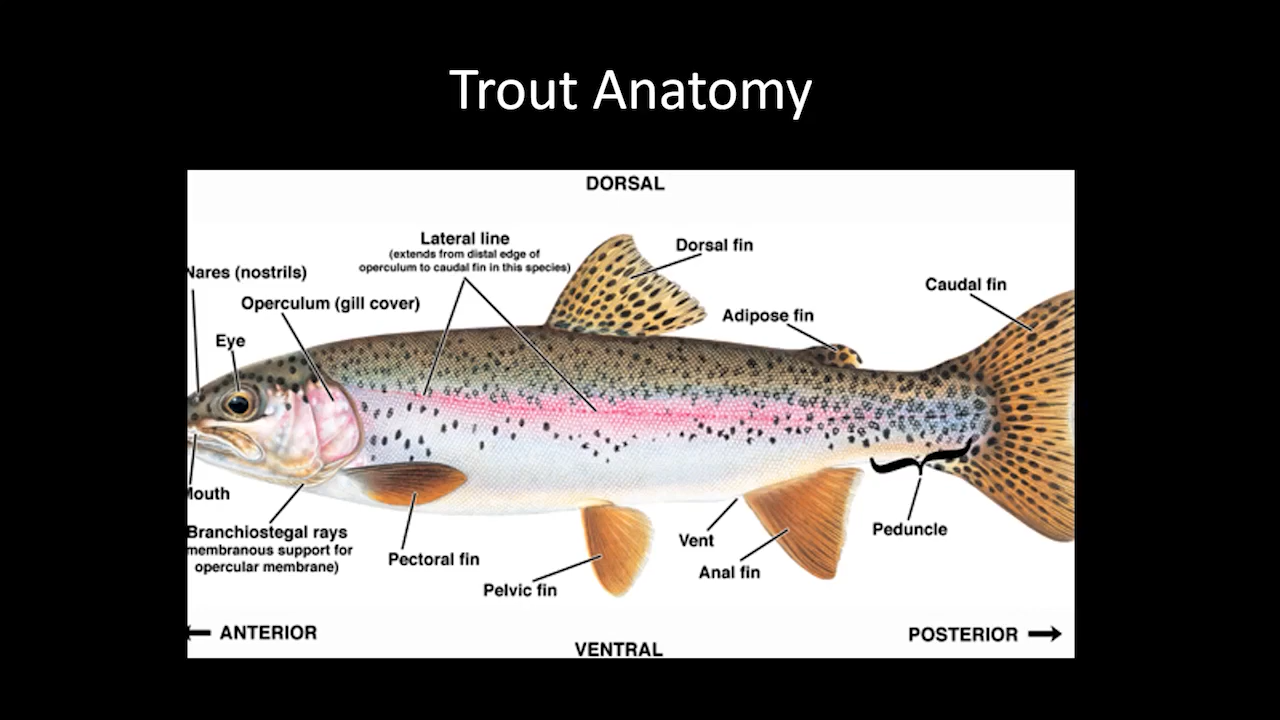 Trout Anatomy
DORSAL
Lateral line
(extends from distal edge of
operculum to caudal fin in this species)
Dorsal fin
Nares (nostrils)
Caudal fin
Operculum (gill cover)
Adipose fin
Eye
Mouth
Branchiostegal rays
membranous support for
opercular membrane)
Pectoral fin
Pelvic fin
Vent
Anal fin
Peduncle
ANTERIOR
POSTERIOR
VENTRAL